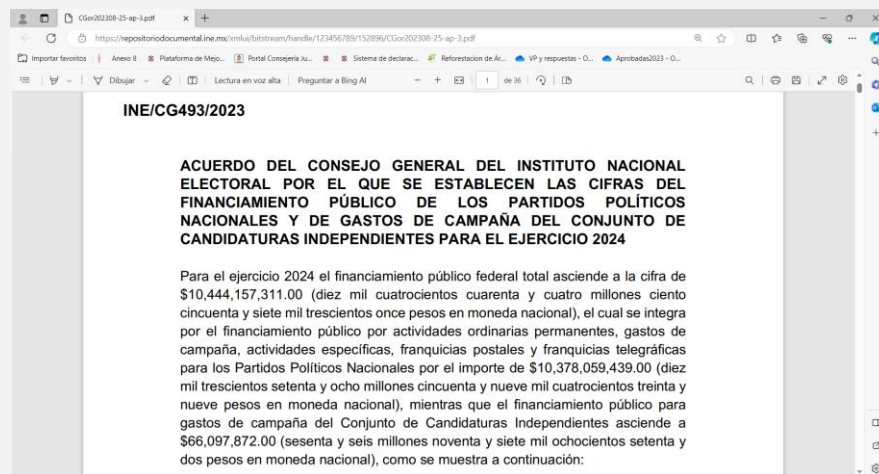 CGor202308-25-ap-3.pdf
https://repositoriodocumental.ine.mx/xmlui/bitstream/handle/123456789/152896/CGor202308-25-ap-3.pdf
Importar favoritos
Anexo 8
Plataforma de Mejo...
Portal Consejería Ju...
Sistema de declarac...
Reforestacion de Ár...
VP y respuestas - O...
Aprobadas2023 - O...
Dibujar
Lectura en voz alta
Preguntar a Bing AI
1
de 36
INE/CG493/2023
ACUERDO DEL CONSEJO GENERAL DEL INSTITUTO NACIONAL
ELECTORAL POR EL QUE SE ESTABLECEN LAS CIFRAS DEL
FINANCIAMIENTO PÚBLICO DE LOS PARTIDOS POLÍTICOS
NACIONALES Y DE GASTOS DE CAMPAÑA DEL CONJUNTO DE
CANDIDATURAS INDEPENDIENTES PARA EL EJERCICIO 2024
Para el ejercicio 2024 el financiamiento público federal total asciende a la cifra de
$10,444,157,311.00 (diez mil cuatrocientos cuarenta y cuatro millones ciento
cincuenta y siete mil trescientos once pesos en moneda nacional), el cual se integra
por el financiamiento público por actividades ordinarias permanentes, gastos de
campaña, actividades específicas, franquicias postales y franquicias telegráficas
para los Partidos Políticos Nacionales por el importe de $10,378,059,439.00 (diez
mil trescientos setenta y ocho millones cincuenta y nueve mil cuatrocientos treinta y
nueve pesos en moneda nacional), mientras que el financiamiento público para
gastos de campaña del Conjunto de Candidaturas Independientes asciende a
$66,097,872.00 (sesenta y seis millones noventa y siete mil ochocientos setenta y
dos pesos en moneda nacional), como se muestra a continuación: